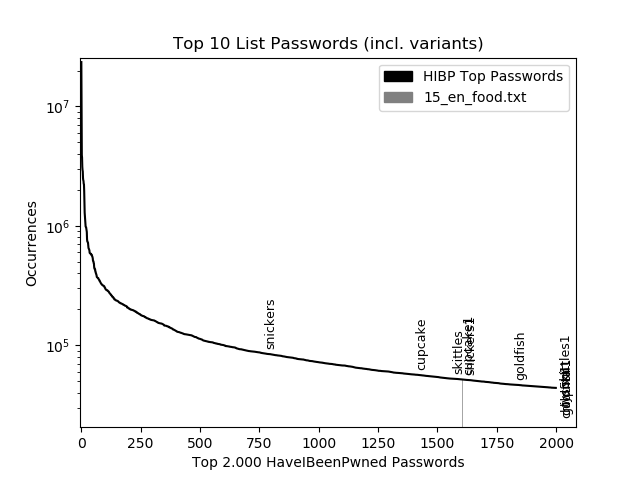 Top 10 List Passwords (incl. variants)
HIBP Top Passwords
15_en_food.txt
Occurrences
10^7
10^6
10^5
snickers
cupcake
skittles
cupcake1
snickers1
goldfish
0
250
500
750
1000
1250
1500
1750
2000
Top 2.000 HaveIBeenPwned Passwords